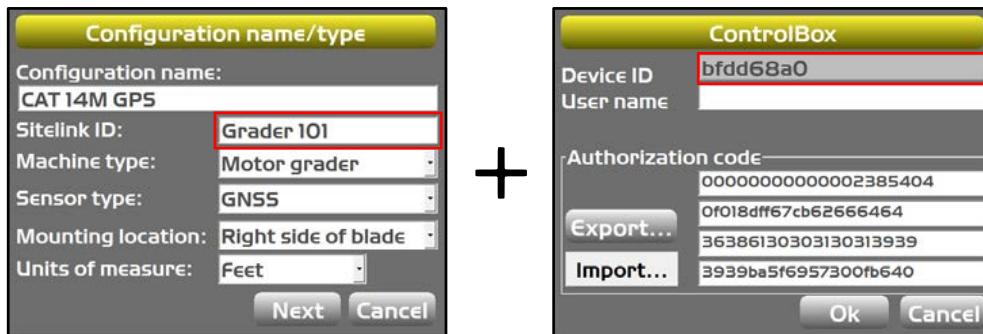 Configuration name/type
Configuration name:
CAT 14M GPS
Sitelink ID: Grader 101
Machine type: Motor grader
Sensor type: GNSS
Mounting location: Right side of blade
Units of measure: Feet
Next Cancel
+
ControlBox
Device ID bfdd68a0
User name
Authorization code
00000000000002385404
0f018dff67cb62666464
Export...
36386130303130313939
Import... 3939ba5f6957300fb640
Ok Cancel